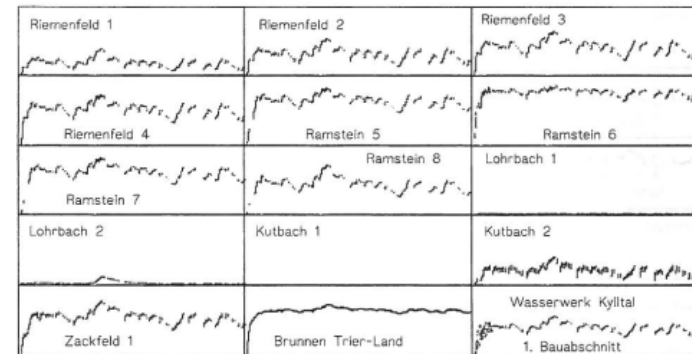 Riemenfeld 1
Riemenfeld 2
Riemenfeld 3
Riemenfeld 4
Ramstein 5
Ramstein 6
Ramstein 7
Ramstein 8
Lohrbach 1
Lohrbach 2
Kutbach 1
Kutbach 2
Zackfeld 1
Brunnen Trier-Land
Wasserwerk Kylltal
1. Bauabschnitt